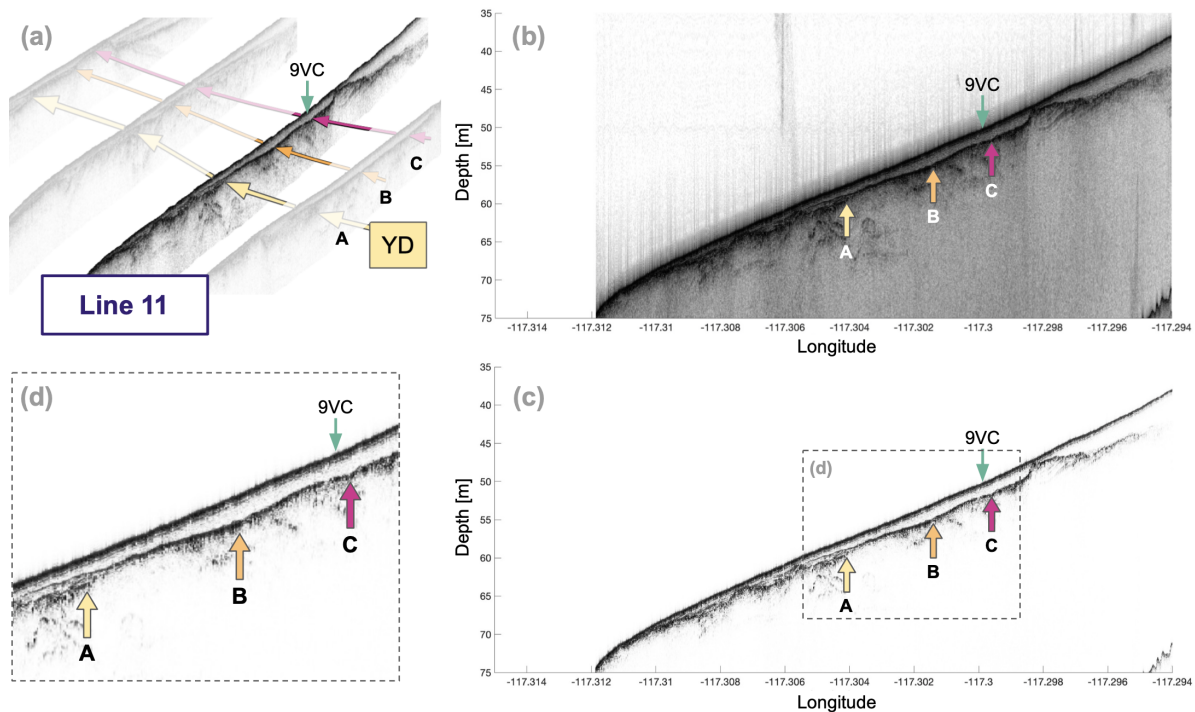 (a)
9VC
C
B
A
YD
Line 11
(b)
35
40
45
50
55
60
65
70
75
Depth [m]
9VC
A
B
C
-117.314
-117.312
-117.31
-117.308
-117.306
-117.304
-117.302
-117.3
-117.298
-117.296
-117.294
Longitude
(d)
9VC
A
B
C
(c)
35
40
45
50
55
60
65
70
75
Depth [m]
9VC
(d)
A
B
C
-117.314
-117.312
-117.31
-117.308
-117.306
-117.304
-117.302
-117.3
-117.298
-117.296
-117.294
Longitude